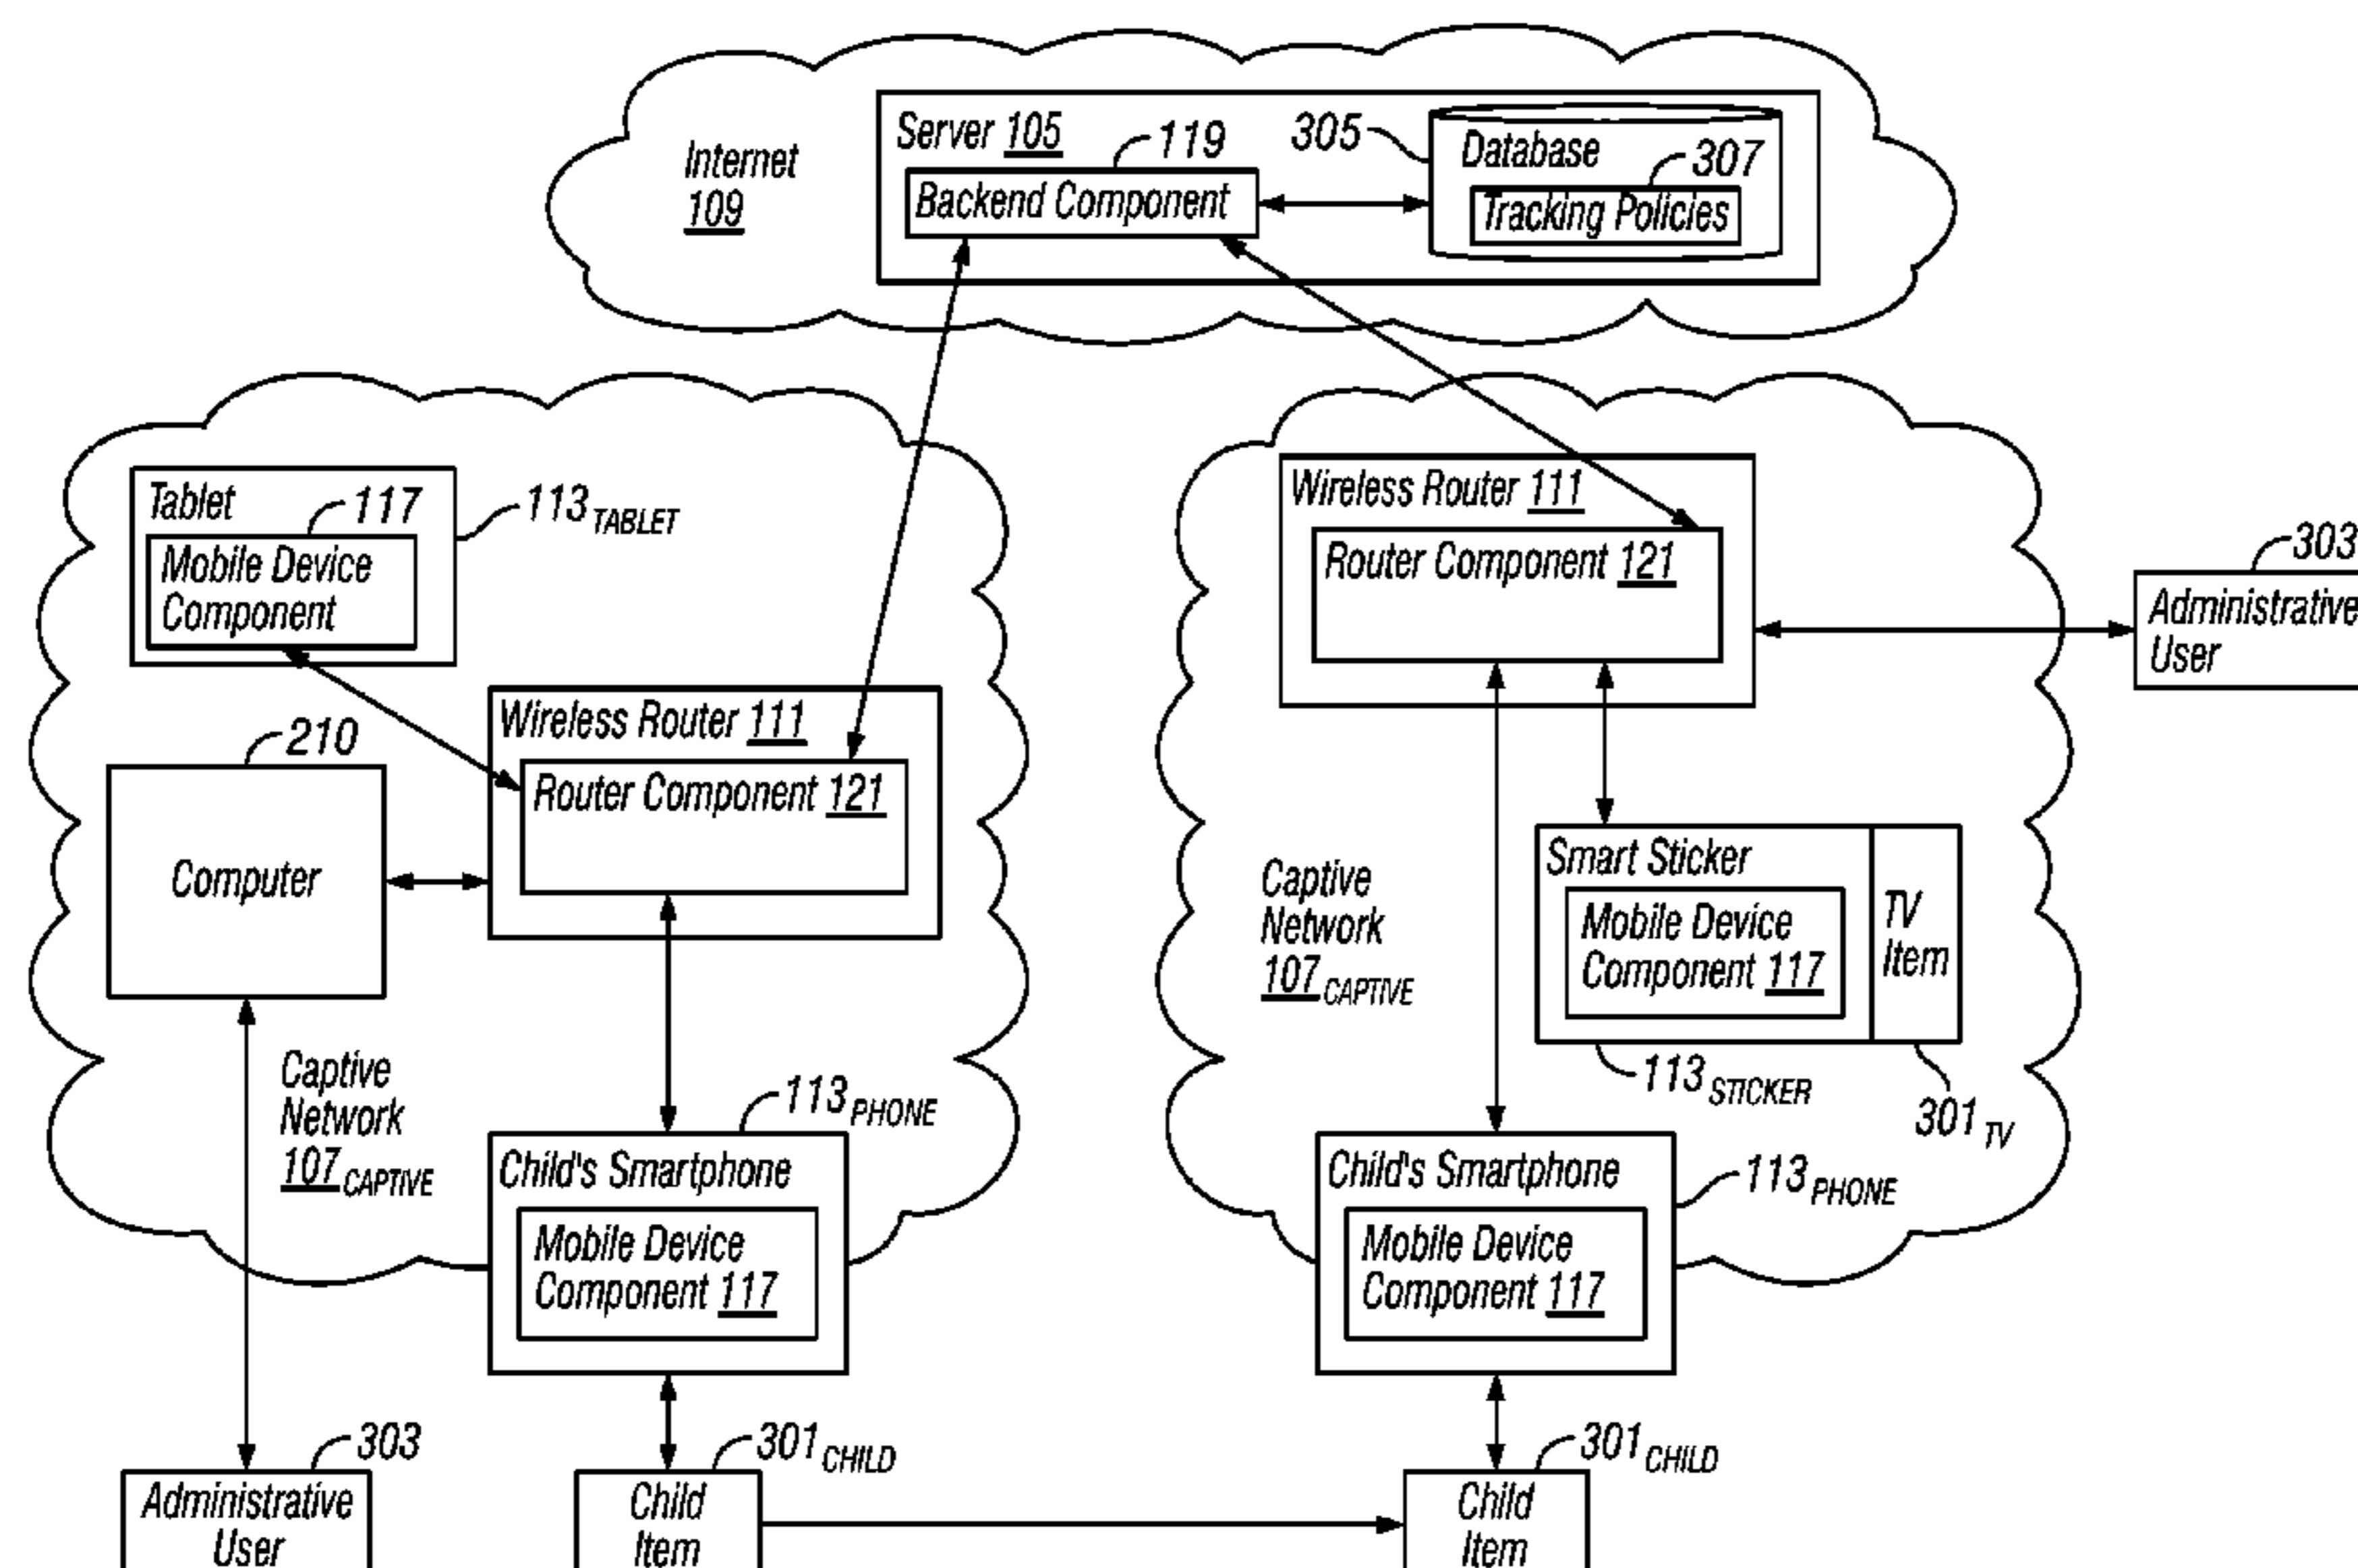 Internet
109
Server 105
119
Backend Component
305
Database
307
Tracking Policies
Tablet
117
Mobile Device
Component
113 TABLET
210
Computer
Wireless Router 111
Router Component 121
Captive
Network
107 CAPTIVE
113 PHONE
Child's Smartphone
Mobile Device
Component 117
303
Administrative
User
301 CHILD
Child
Item
Wireless Router 111
Router Component 121
303
Administrative
User
Captive
Network
107 CAPTIVE
Smart Sticker
Mobile Device
Component 117
TV
Item
113 STICKER
301 TV
Child's Smartphone
113 PHONE
Mobile Device
Component 117
301 CHILD
Child
Item